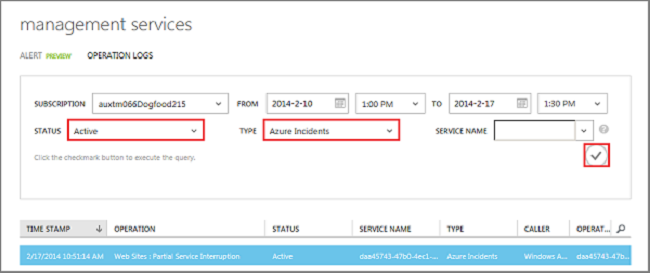 management services
ALERT PREVIEW OPERATION LOGS
SUBSCRIPTION auxtm066Dogfood215 FROM 2014-2-10 1:00 PM TO 2014-2-17 1:30 PM
STATUS Active TYPE Azure Incidents SERVICE NAME
Click the checkmark button to execute the query.
TIME STAMP OPERATION STATUS SERVICE NAME TYPE CALLER OPERAT...
2/17/2014 10:51:14 AM Web Sites : Partial Service Interruption Active daa45743-47b0-4ec1-... Azure Incidents Windows A... daa45743-47...